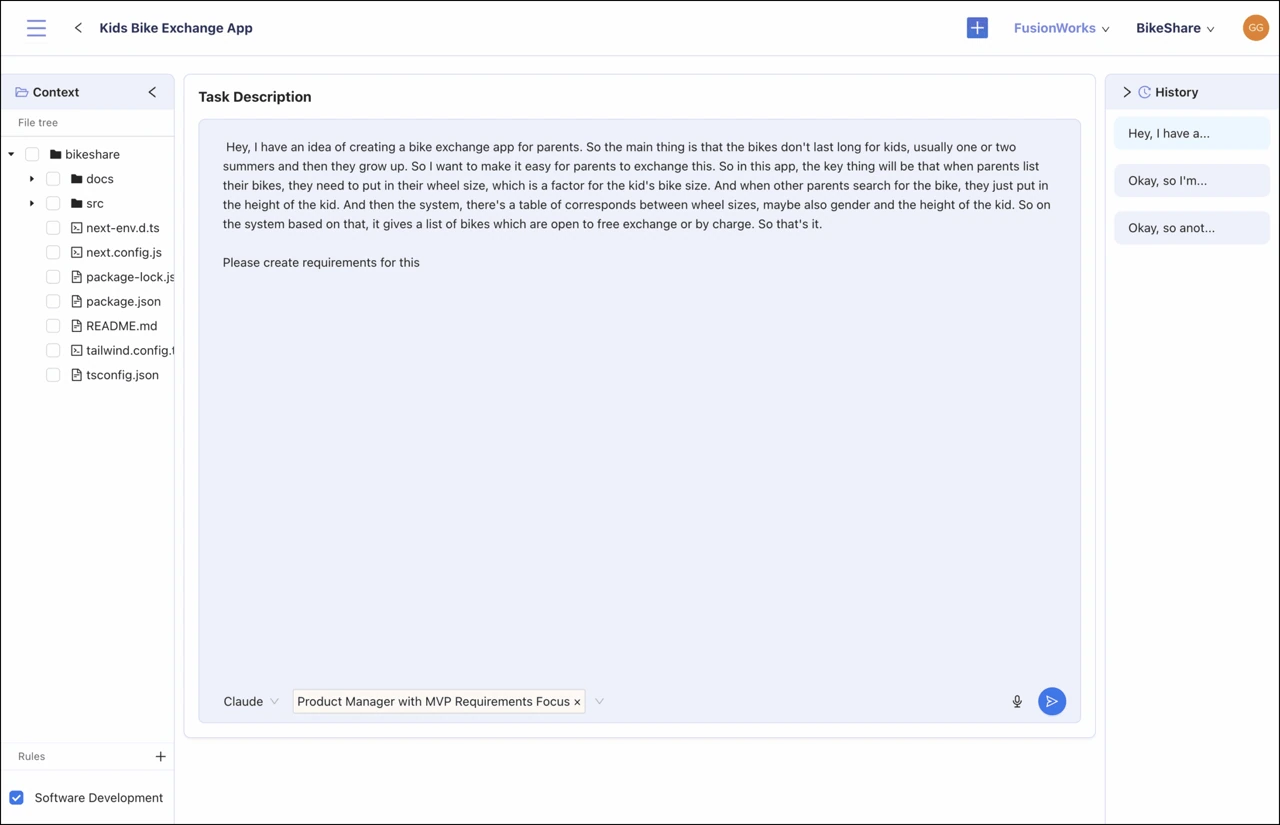 Kids Bike Exchange App
FusionWorks
BikeShare
GG
Context
File tree
bikeshare
docs
src
next-env.d.ts
next.config.js
package-lock.js
package.json
README.md
tailwind.config.t
tsconfig.json
Rules
Software Development
Task Description
Hey, I have an idea of creating a bike exchange app for parents. So the main thing is that the bikes don't last long for kids, usually one or two
summers and then they grow up. So I want to make it easy for parents to exchange this. So in this app, the key thing will be that when parents list
their bikes, they need to put in their wheel size, which is a factor for the kid's bike size. And when other parents search for the bike, they just put in
the height of the kid. And then the system, there's a table of corresponds between wheel sizes, maybe also gender and the height of the kid. So on
the system based on that, it gives a list of bikes which are open to free exchange or by charge. So that's it.
Please create requirements for this
Claude
Product Manager with MVP Requirements Focus ×
History
Hey, I have a...
Okay, so I'm...
Okay, so anot...